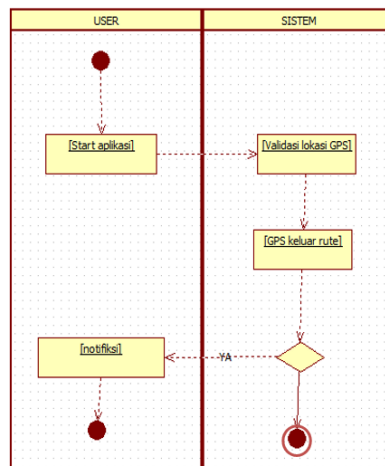 USER
SISTEM
[Start aplikasi]
[Validasi lokasi GPS]
[GPS keluar rute]
[notifiksi]
YA